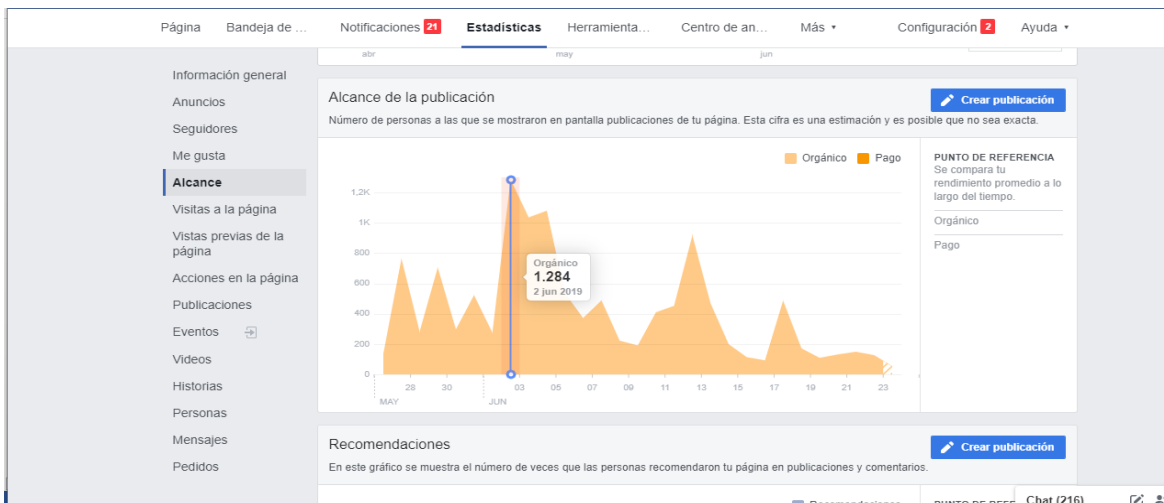 Página Bandeja de ... Notificaciones 21 Estadísticas Herramienta... Centro de an... Más Configuración 2 Ayuda
abr may jun
Información general
Anuncios
Seguidores
Me gusta
Alcance
Visitas a la página
Vistas previas de la
página
Acciones en la página
Publicaciones
Eventos
Videos
Historias
Personas
Mensajes
Pedidos
Alcance de la publicación
Crear publicación
Número de personas a las que se mostraron en pantalla publicaciones de tu página. Esta cifra es una estimación y es posible que no sea exacta.
Orgánico Pago
1,2K
1K
800
600
400
200
0
Orgánico
1.284
2 jun 2019
28 30 03 05 07 09 11 13 15 17 19 21 23
MAY JUN
PUNTO DE REFERENCIA
Se compara tu
rendimiento promedio a lo
largo del tiempo.
Orgánico
Pago
Recomendaciones
Crear publicación
En este gráfico se muestra el número de veces que las personas recomendaron tu página en publicaciones y comentarios.
Recomendaciones
PUNTO DE REFE
Chat (216)